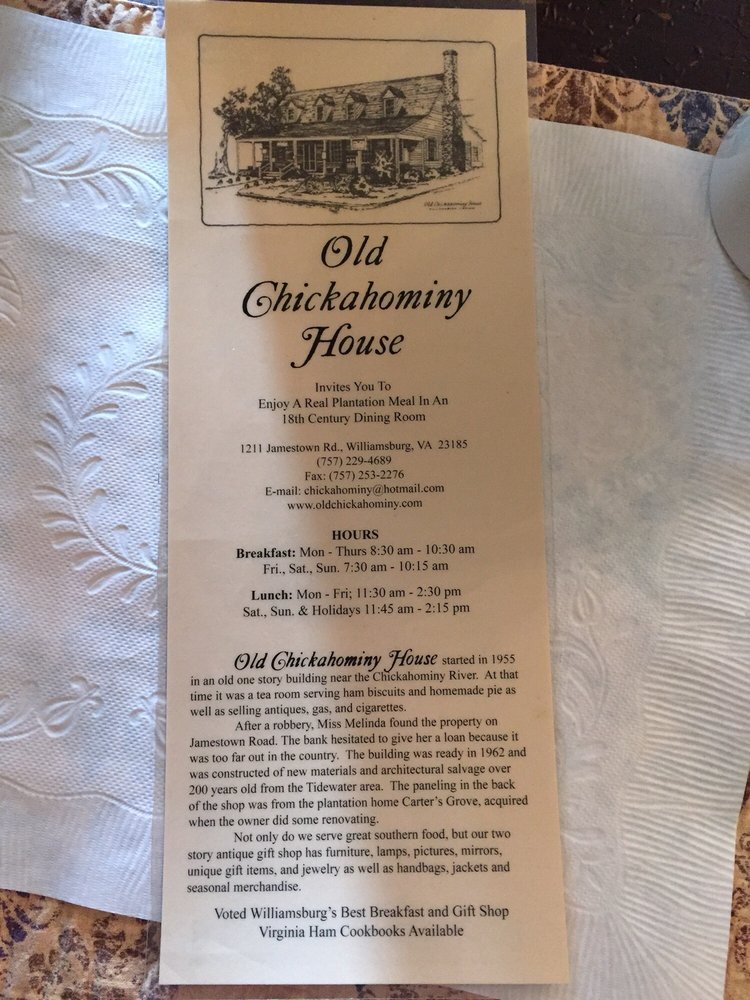 Old Chickahominy House
Old
Chickahominy
House
Invites You To
Enjoy A Real Plantation Meal In An
18th Century Dining Room
1211 Jamestown Rd., Williamsburg, VA 23185
(757) 229-4689
Fax: (757) 253-2276
E-mail: chickahominy@hotmail.com
www.oldchickahominy.com
HOURS
Breakfast: Mon - Thurs 8:30 am - 10:30 am
Fri., Sat., Sun. 7:30 am - 10:15 am
Lunch: Mon - Fri; 11:30 am - 2:30 pm
Sat., Sun. & Holidays 11:45 am - 2:15 pm
Old Chickahominy House started in 1955
in an old one story building near the Chickahominy River. At that
time it was a tea room serving ham biscuits and homemade pie as
well as selling antiques, gas, and cigarettes.
After a robbery, Miss Melinda found the property on
Jamestown Road. The bank hesitated to give her a loan because it
was too far out in the country. The building was ready in 1962 and
was constructed of new materials and architectural salvage over
200 years old from the Tidewater area. The paneling in the back
of the shop was from the plantation home Carter's Grove, acquired
when the owner did some renovating.
Not only do we serve great southern food, but our two
story antique gift shop has furniture, lamps, pictures, mirrors,
unique gift items, and jewelry as well as handbags, jackets and
seasonal merchandise.
Voted Williamsburg's Best Breakfast and Gift Shop
Virginia Ham Cookbooks Available